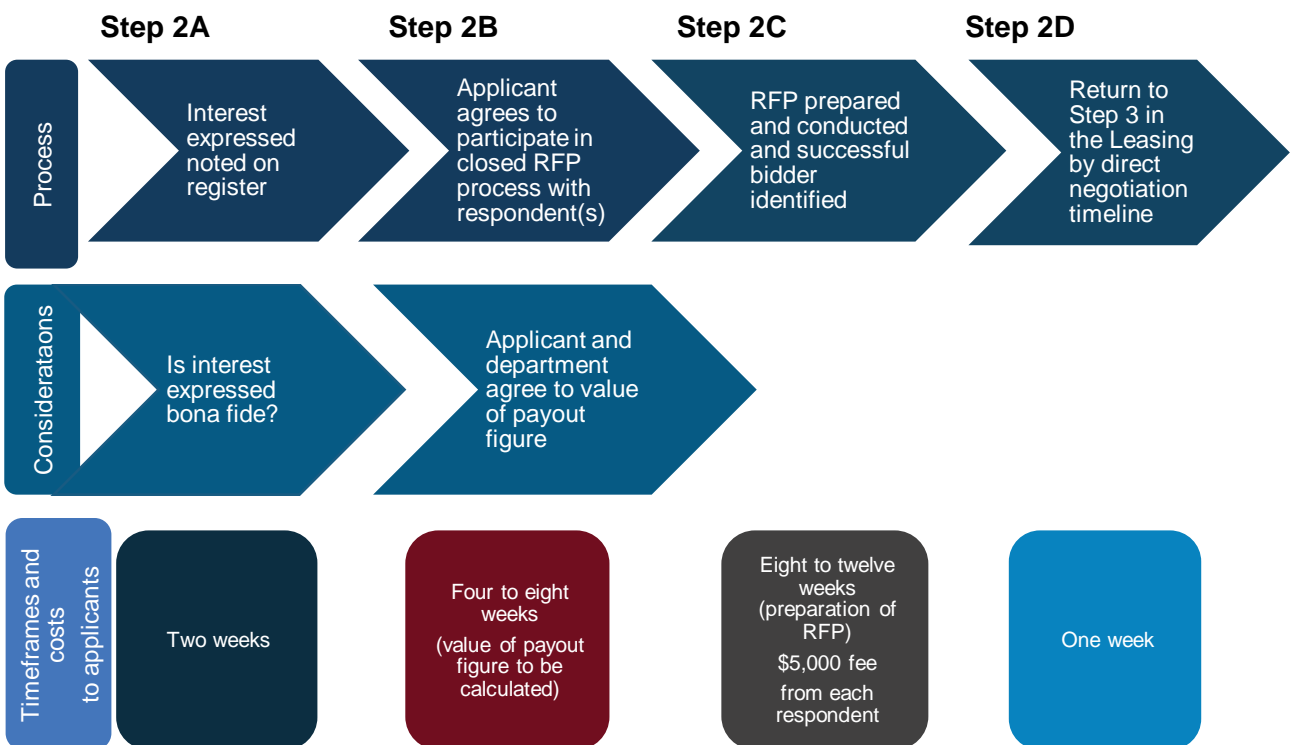 Step 2A
Step 2B
Step 2C
Step 2D
Process
Interest
expressed
noted on
register
Applicant
agrees to
participate in
closed RFP
process with
respondent(s)
RFP prepared
and conducted
and successful
bidder
identified
Return to
Step 3 in
the Leasing
by direct
negotiation
timeline
Considerataons
Is interest
expressed
bona fide?
Applicant and
department
agree to value
of payout
figure
Timeframes and
costs
to applicants
Two weeks
Four to eight
weeks
(value of payout
figure to be
calculated)
Eight to twelve
weeks
(preparation of
RFP)
$5,000 fee
from each
respondent
One week